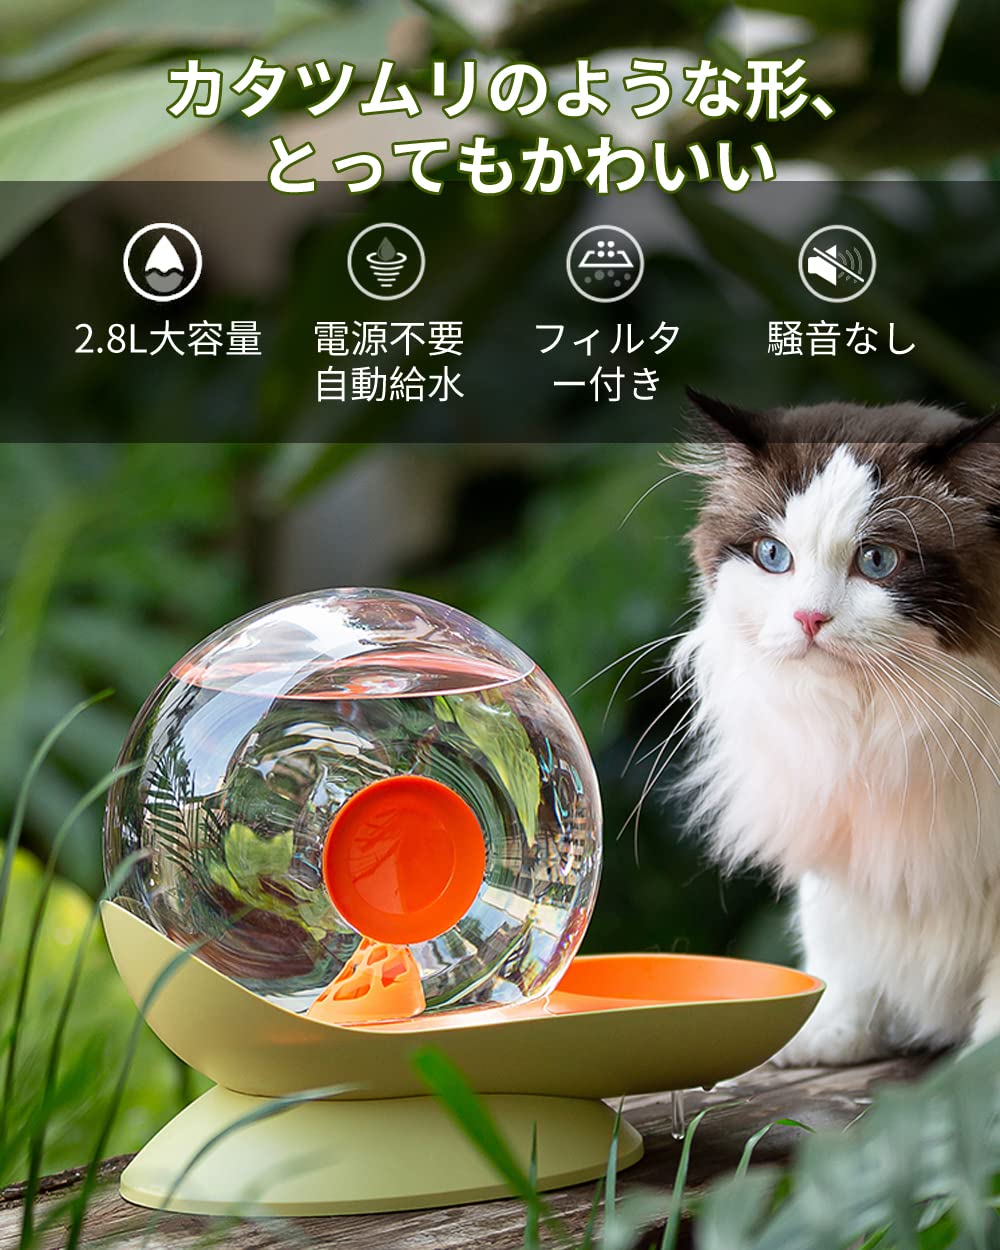 カタツムリのような形、
とってもかわいい
2.8L大容量
電源不要
自動給水
フィルタ
ー付き
騒音なし